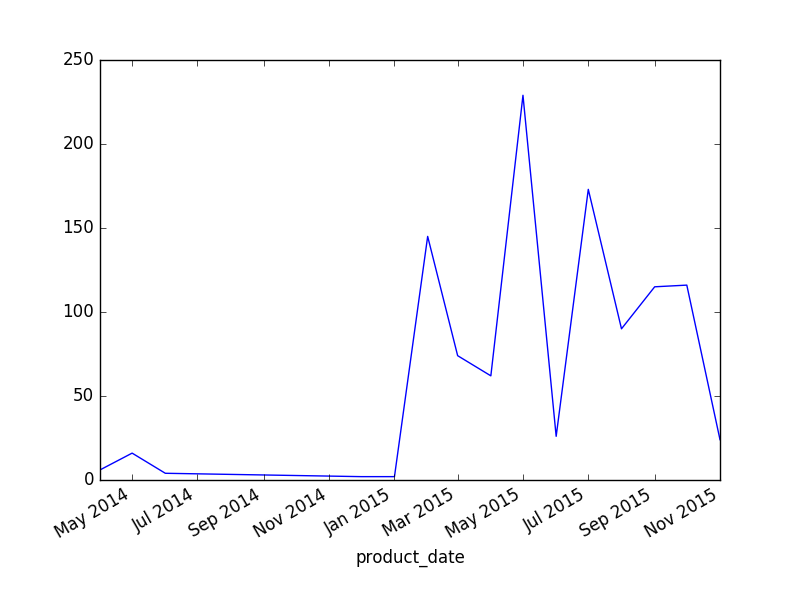 250
200
150
100
50
0
May 2014
Jul 2014
Sep 2014
Nov 2014
Jan 2015
Mar 2015
May 2015
Jul 2015
Sep 2015
Nov 2015
product_date